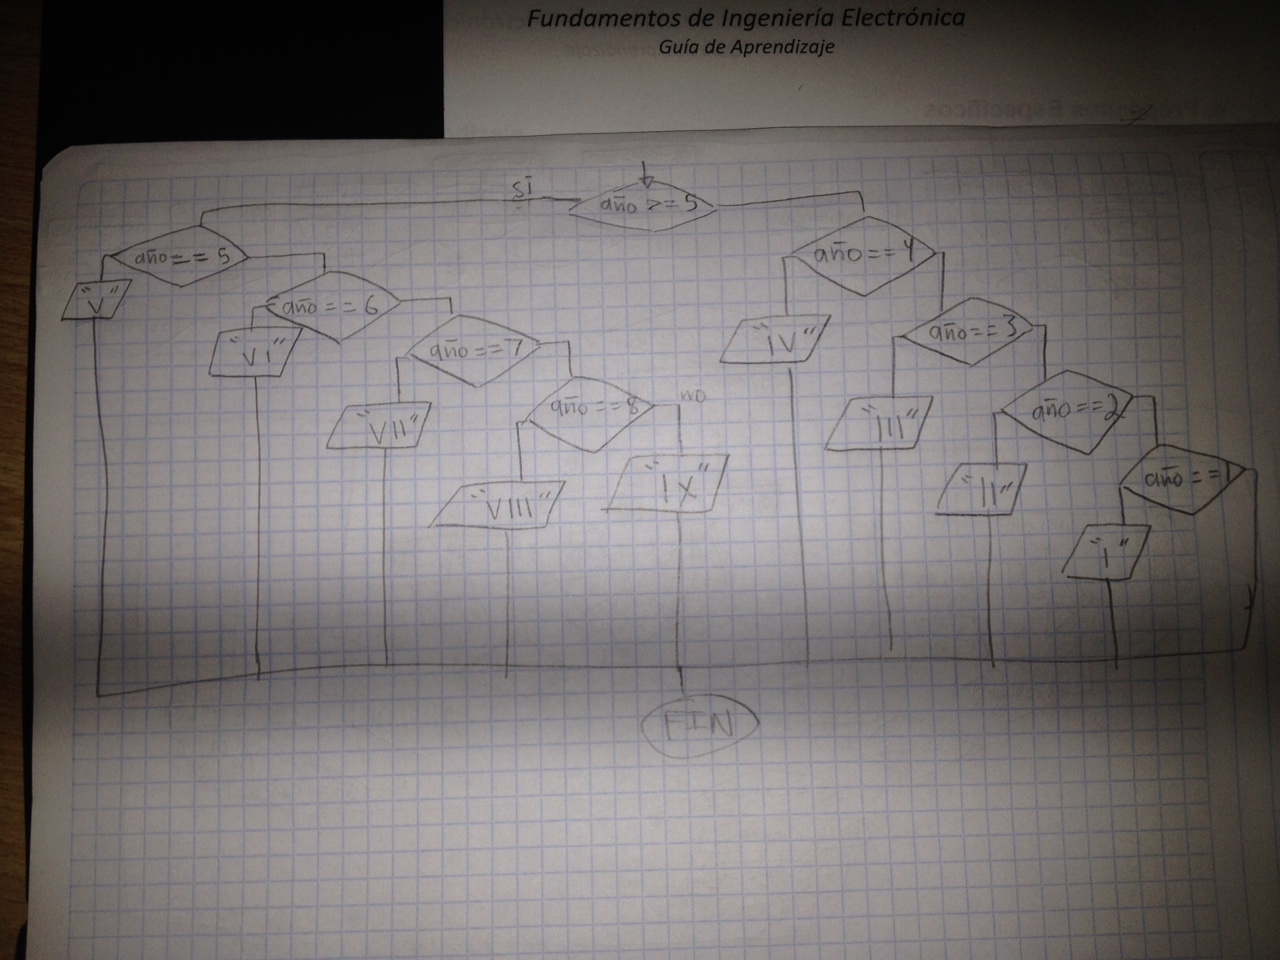 Fundamentos de Ingeniería Electrónica
Guía de Aprendizaje
año >= 5
sí
año == 5
"V"
año == 6
"VI"
año == 7
"VII"
año == 8
"VIII"
no
"IX"
año == 4
"IV"
año == 3
"III"
año == 2
"II"
año == 1
"I"
FIN